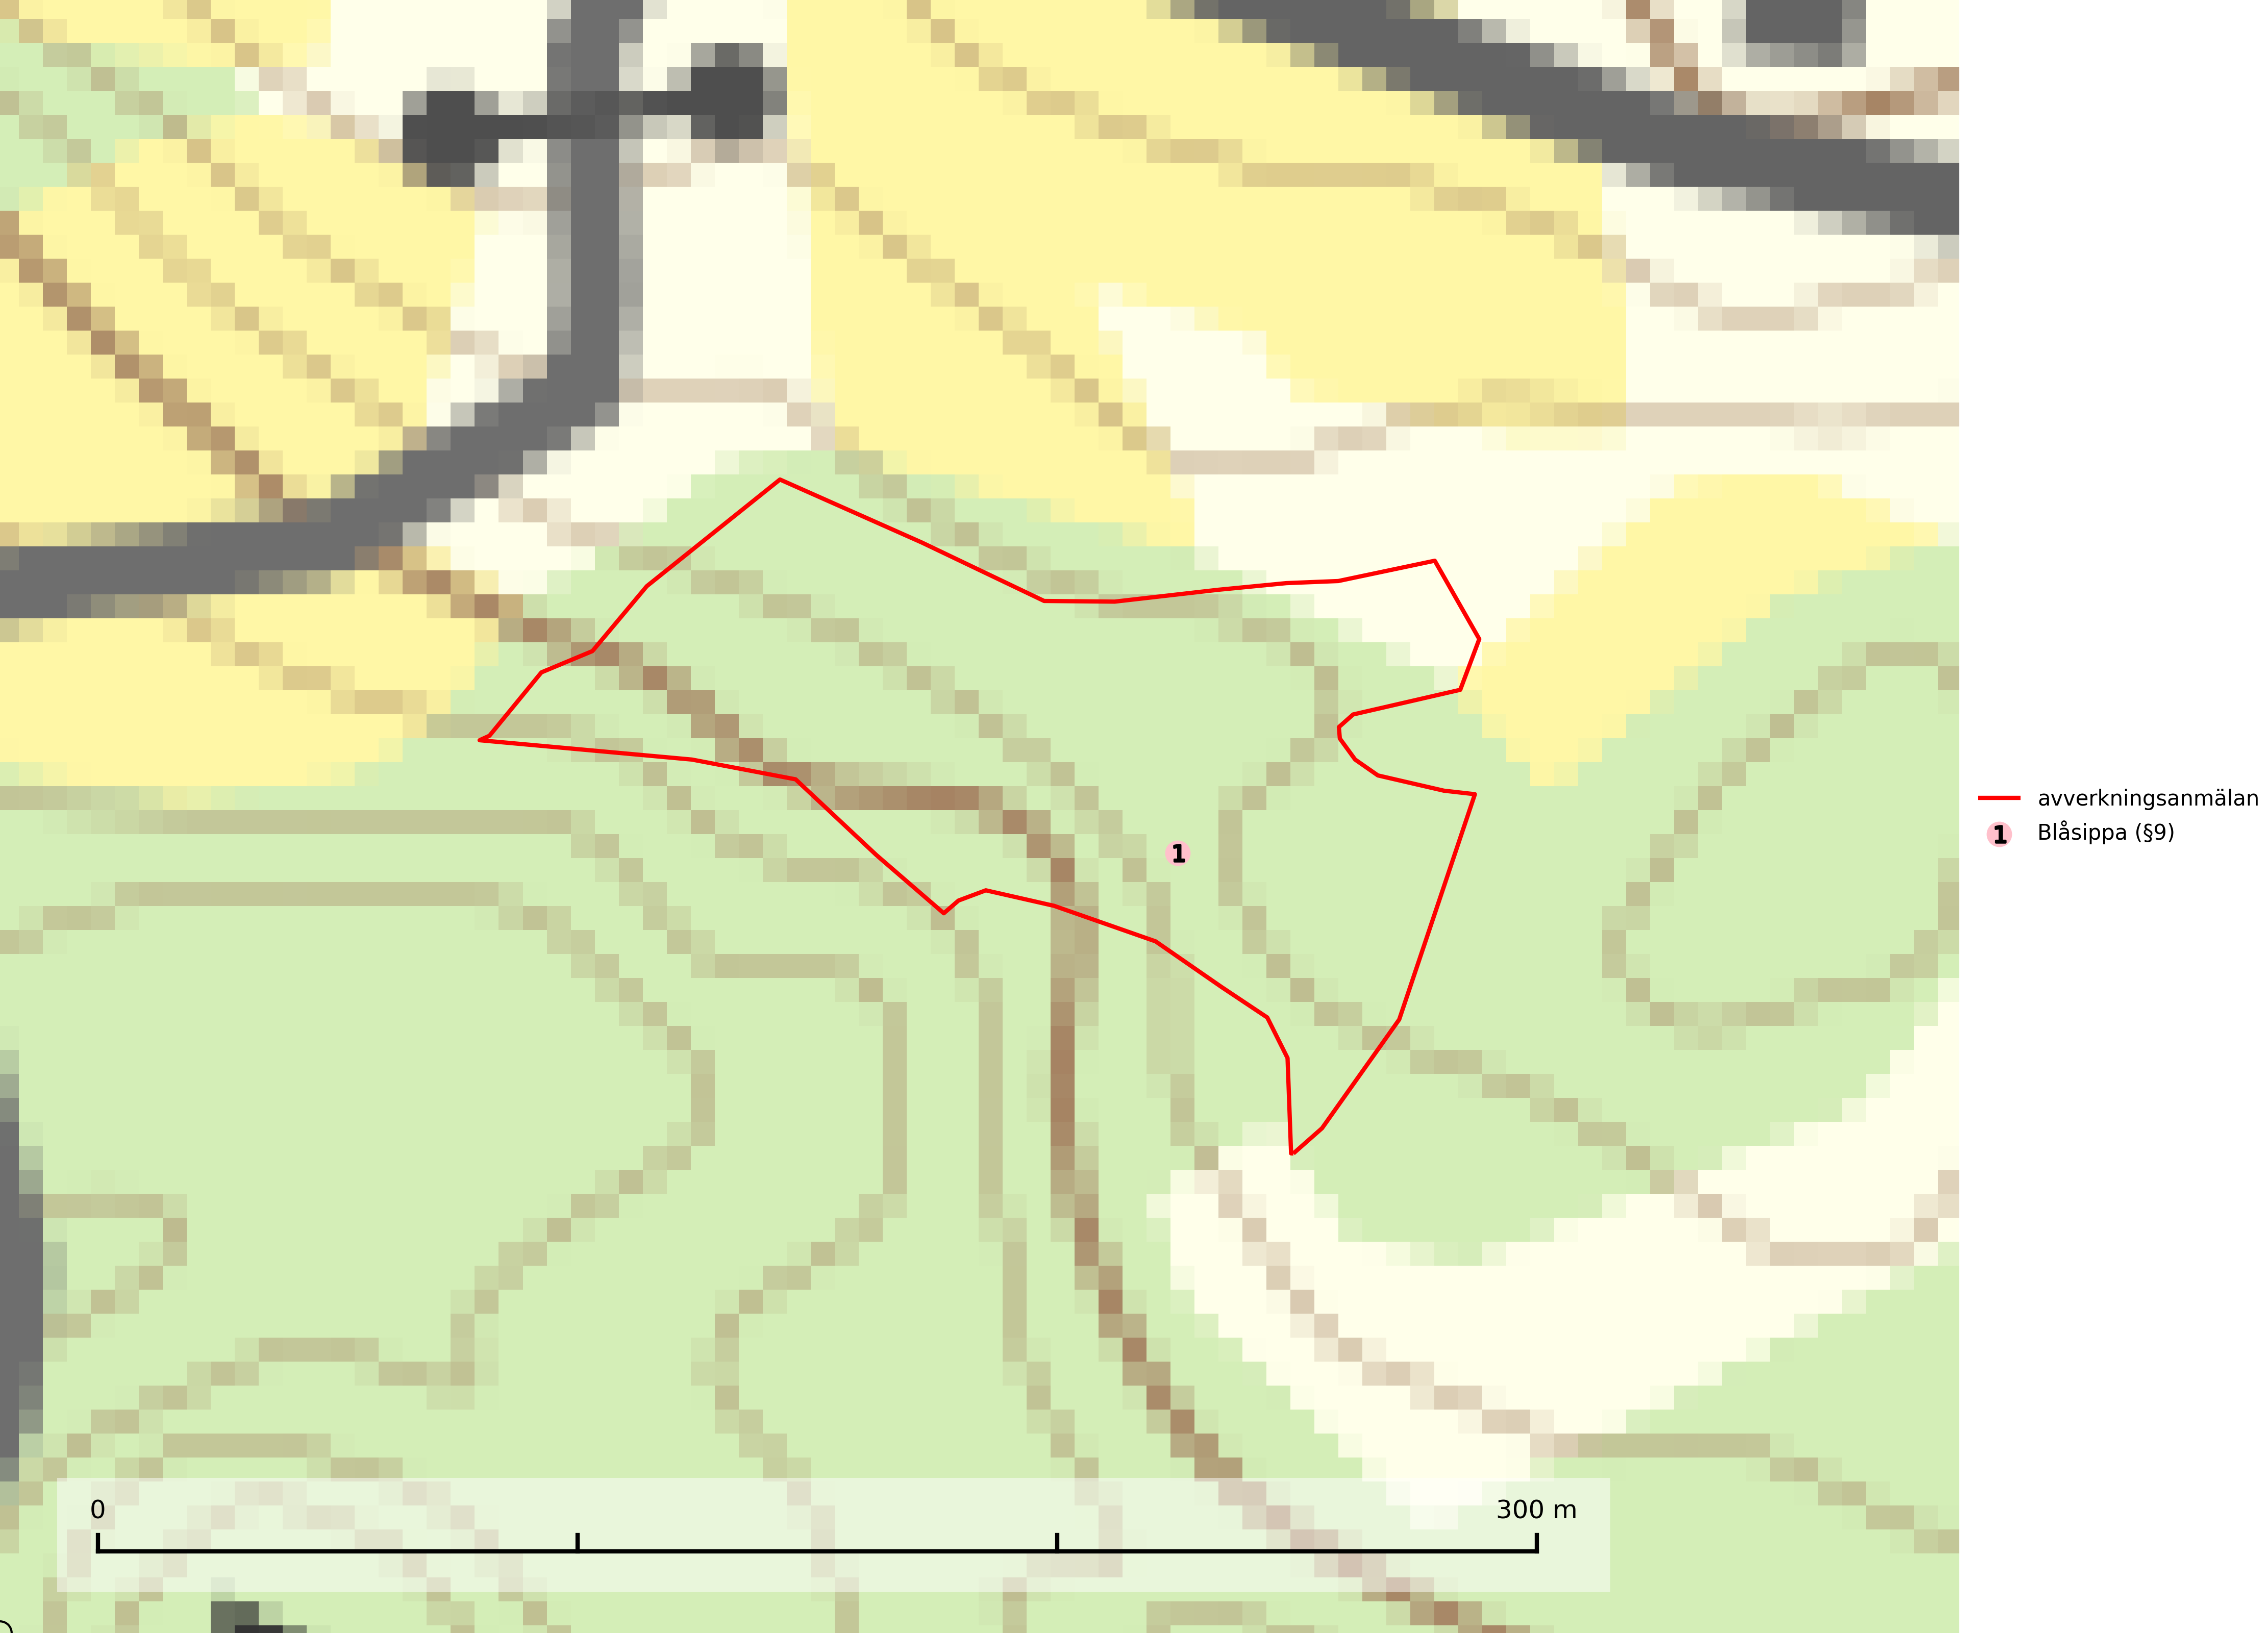 1
avverkningsanmälan
1 Blåsippa (§9)
0 300 m